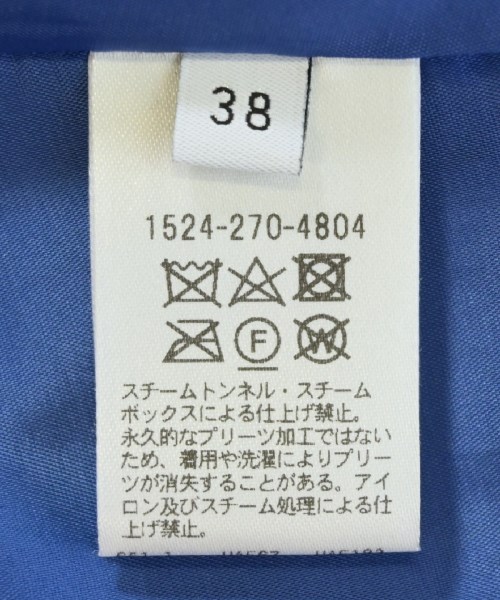 38
1524-270-4804
F
W
スチームトンネル・スチーム
ボックスによる仕上げ禁止。
永久的なプリーツ加工ではない
ため、着用や洗濯によりプリー
ツが消失することがある。アイ
ロン及びスチーム処理による仕
上げ禁止。